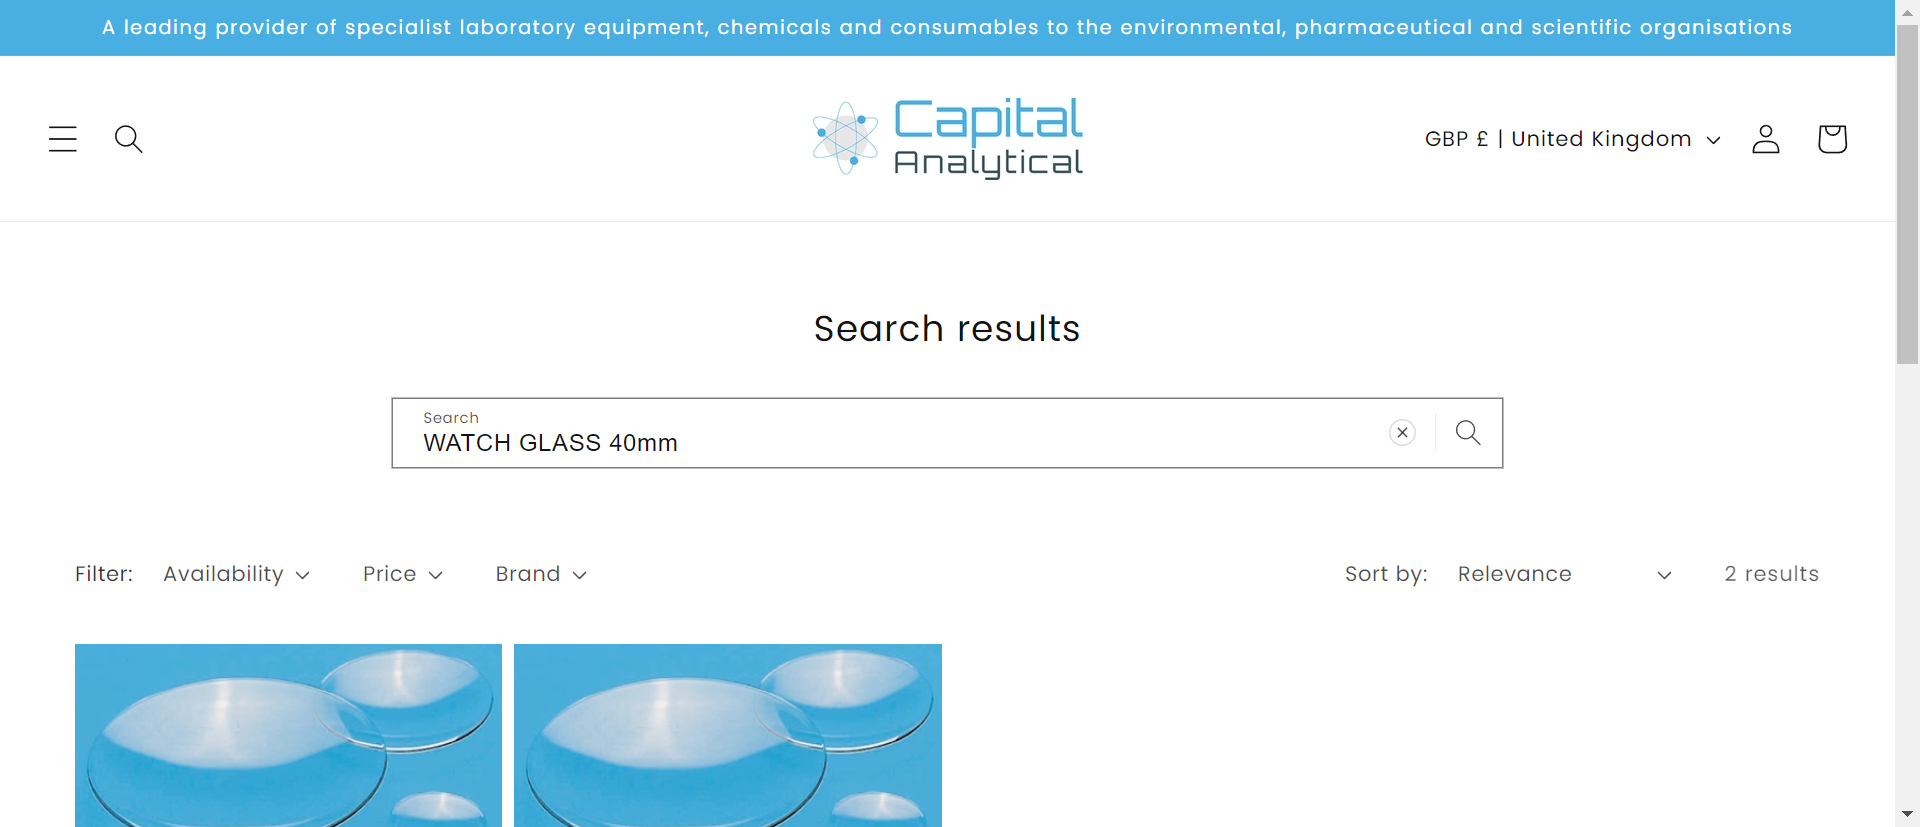 A leading provider of specialist laboratory equipment, chemicals and consumables to the environmental, pharmaceutical and scientific organisations
Capital
Analytical
GBP £ | United Kingdom
Search results
Search
WATCH GLASS 40mm
Filter: Availability Price Brand Sort by: Relevance 2 results